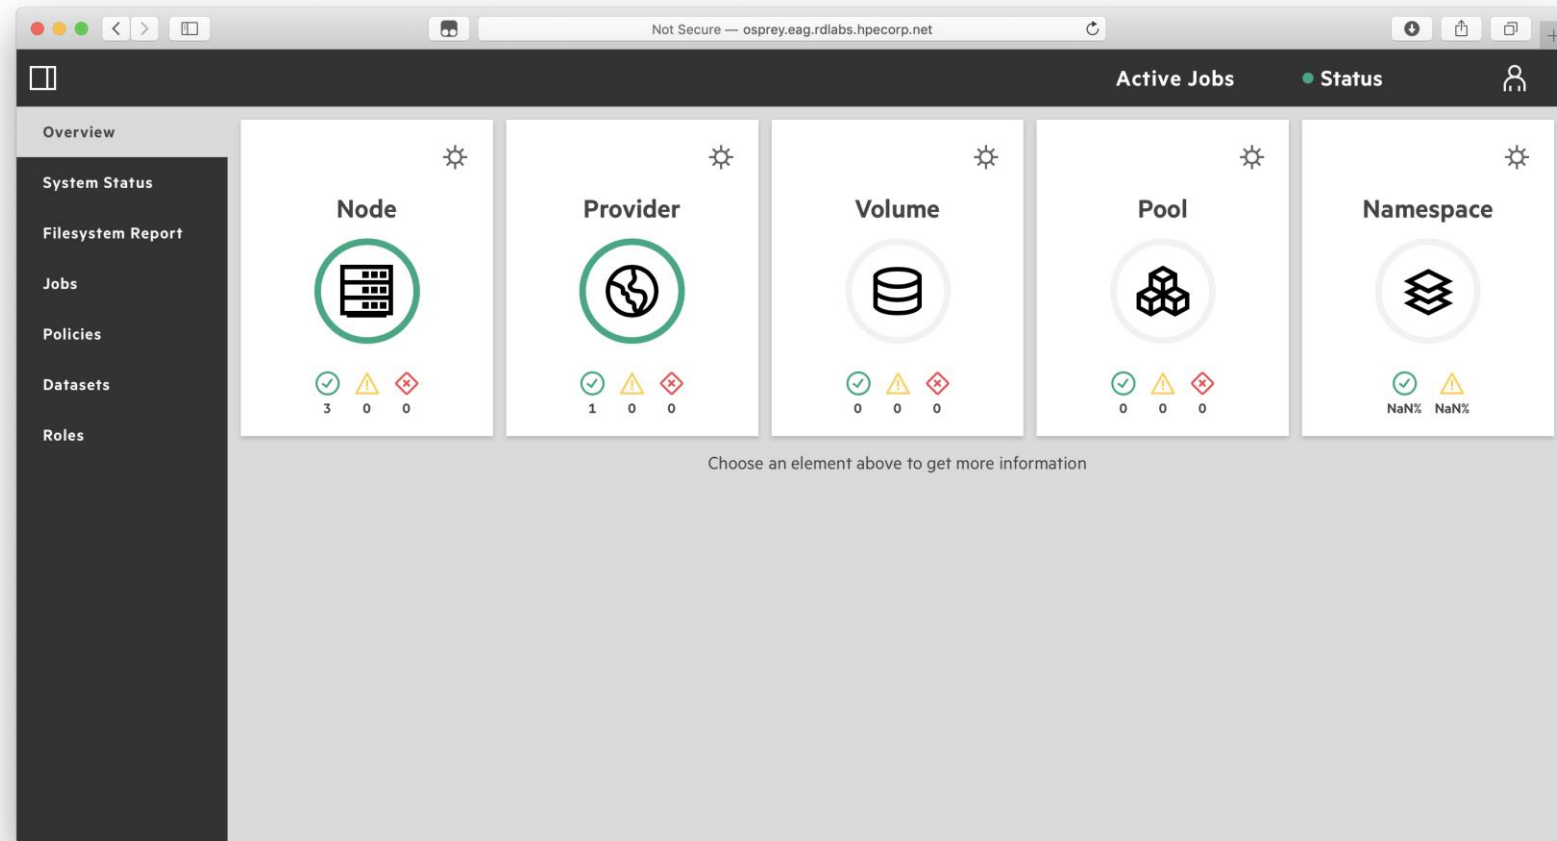 Not Secure — osprey.eag.rdlabs.hpecorp.net
Active Jobs Status
Overview
System Status
Filesystem Report
Jobs
Policies
Datasets
Roles
Node
3 0 0
Provider
1 0 0
Volume
0 0 0
Pool
0 0 0
Namespace
NaN% NaN%
Choose an element above to get more information